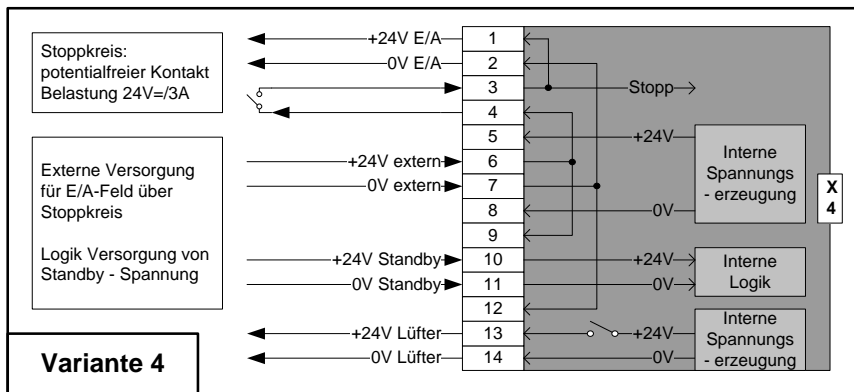 Stoppkreis:
potentialfreier Kontakt
Belastung 24V=/3A
Externe Versorgung
für E/A-Feld über
Stoppkreis
Logik Versorgung von
Standby - Spannung
Variante 4
+24V E/A
0V E/A
+24V extern
0V extern
+24V Standby
0V Standby
+24V Lüfter
0V Lüfter
1
2
3
4
5
6
7
8
9
10
11
12
13
14
Stopp
+24V
0V
+24V
0V
+24V
0V
Interne
Spannungs
- erzeugung
Interne
Logik
Interne
Spannungs
- erzeugung
X
4